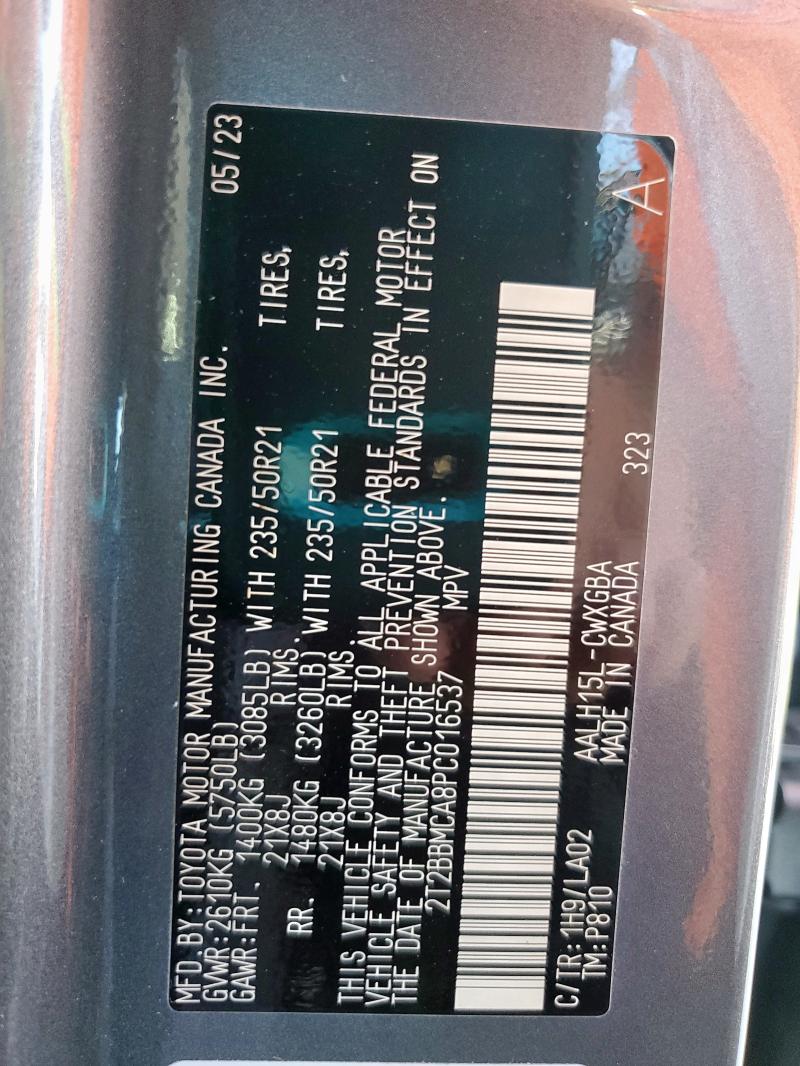 MFD.BY:TOYOTA MOTOR MANUFACTURING CANADA INC. 05/23
GVWR:2610KG (5750LB)
GAWR:FRT. 1400KG (3085LB) WITH 235/50R21 TIRES,
21X8J RIMS.
RR. 1480KG (3260LB) WITH 235/50R21 TIRES,
21X8J RIMS.
THIS VEHICLE CONFORMS TO ALL APPLICABLE FEDERAL MOTOR
VEHICLE SAFETY AND THEFT PREVENTION STANDARDS IN EFFECT ON
THE DATE OF MANUFACTURE SHOWN ABOVE.
2T2BBMCA8PC016537 MPV
C/TR:1H9/LA02 AALH15L-CWXGBA
TM:P810 MADE IN CANADA 323 A